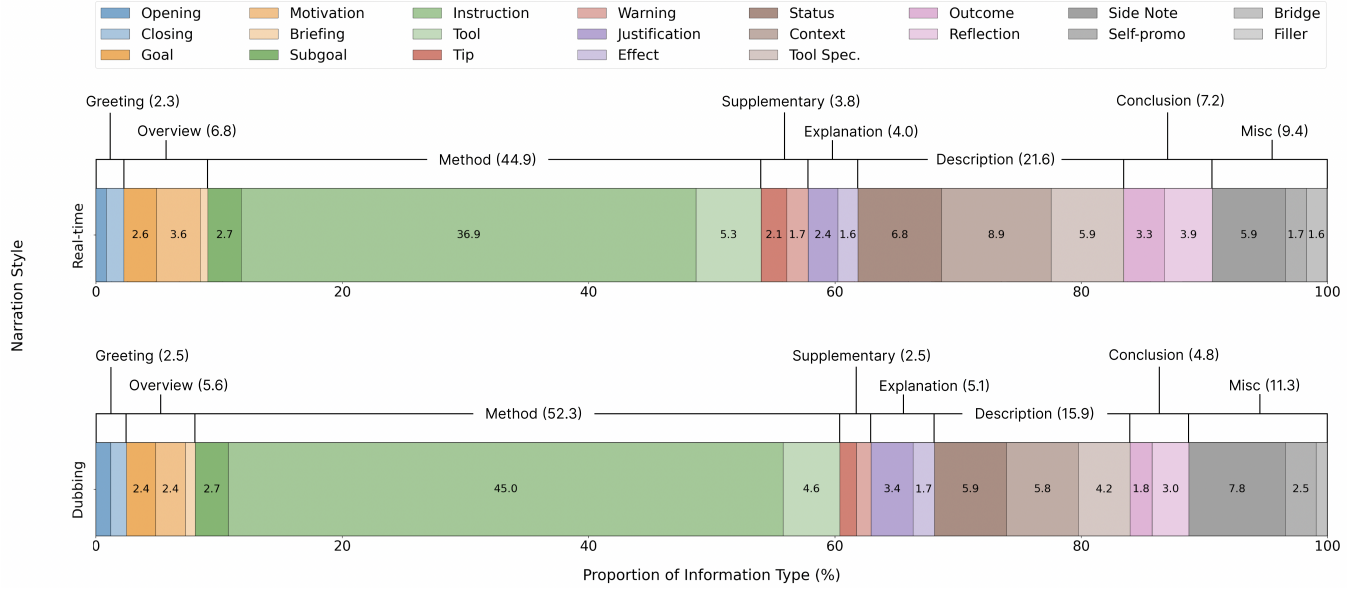 Opening Motivation Instruction Warning Status Outcome Side Note Bridge
Closing Briefing Tool Justification Context Reflection Self-promo Filler
Goal Subgoal Tip Effect Tool Spec.
Greeting (2.3) Supplementary (3.8) Conclusion (7.2)
Overview (6.8) Explanation (4.0) Misc (9.4)
Method (44.9) Description (21.6)
Real-time
2.6 3.6 2.7 36.9 5.3 2.1 1.7 2.4 1.6 6.8 8.9 5.9 3.3 3.9 5.9 1.7 1.6
0 20 40 60 80 100
Narration Style
Greeting (2.5) Supplementary (2.5) Conclusion (4.8)
Overview (5.6) Explanation (5.1) Misc (11.3)
Method (52.3) Description (15.9)
Dubbing
2.4 2.4 2.7 45.0 4.6 3.4 1.7 5.9 5.8 4.2 1.8 3.0 7.8 2.5
0 20 40 60 80 100
Proportion of Information Type (%)